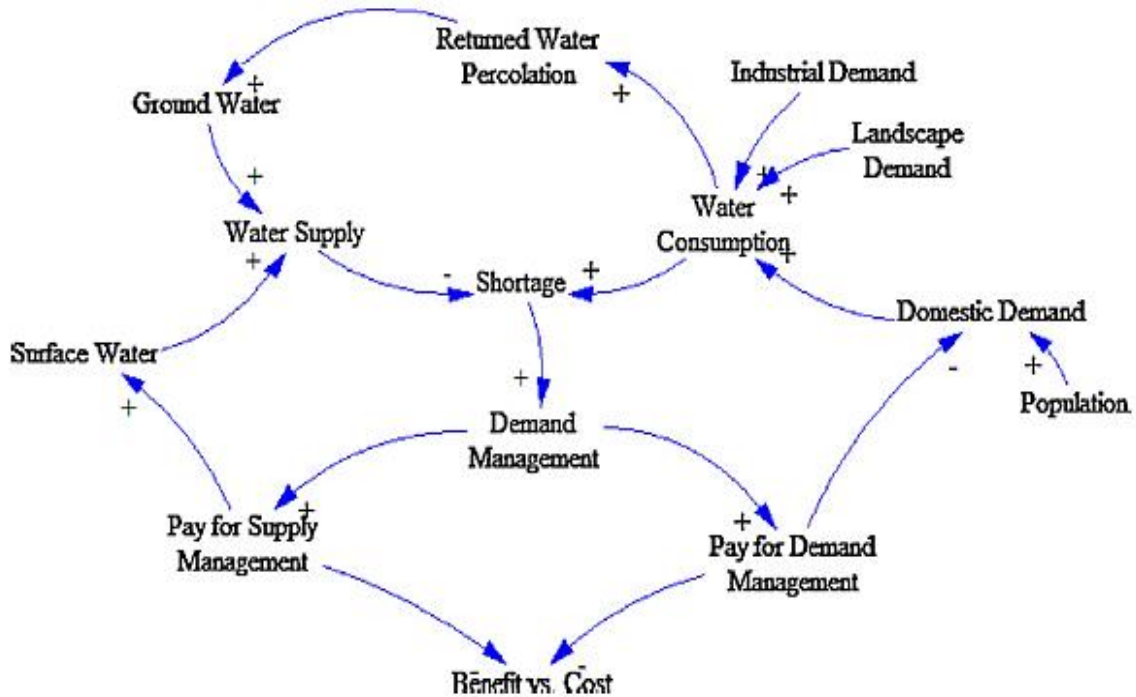 Returned Water
Percolation
Industrial Demand
+
+
Ground Water
Landscape
Demand
+
+
+
Water
Consumption
Water Supply
+
+
-
Shortage
+
Domestic Demand
Surface Water
+
-
+
+
Population
Demand
Management
+
+
Pay for Supply
Management
Pay for Demand
Management
-
-
Benefit vs. Cost